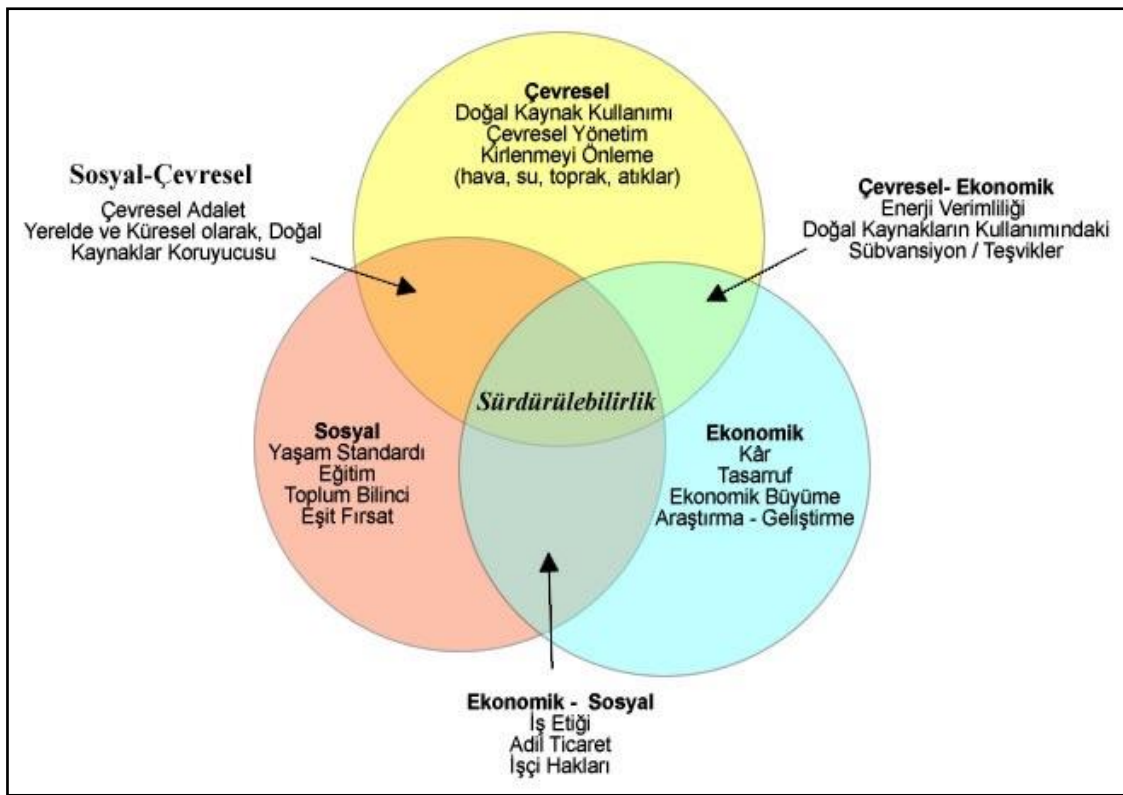 Çevresel
Doğal Kaynak Kullanımı
Çevresel Yönetim
Kirlenmeyi Önleme
(hava, su, toprak, atıklar)
Sosyal-Çevresel
Çevresel Adalet
Yerelde ve Küresel olarak, Doğal
Kaynaklar Koruyucusu
Çevresel- Ekonomik
Enerji Verimliliği
Doğal Kaynakların Kullanımındaki
Sübvansiyon / Teşvikler
Sürdürülebilirlik
Sosyal
Yaşam Standardı
Eğitim
Toplum Bilinci
Eşit Fırsat
Ekonomik
Kâr
Tasarruf
Ekonomik Büyüme
Araştırma - Geliştirme
Ekonomik - Sosyal
İş Etiği
Adil Ticaret
İşçi Hakları